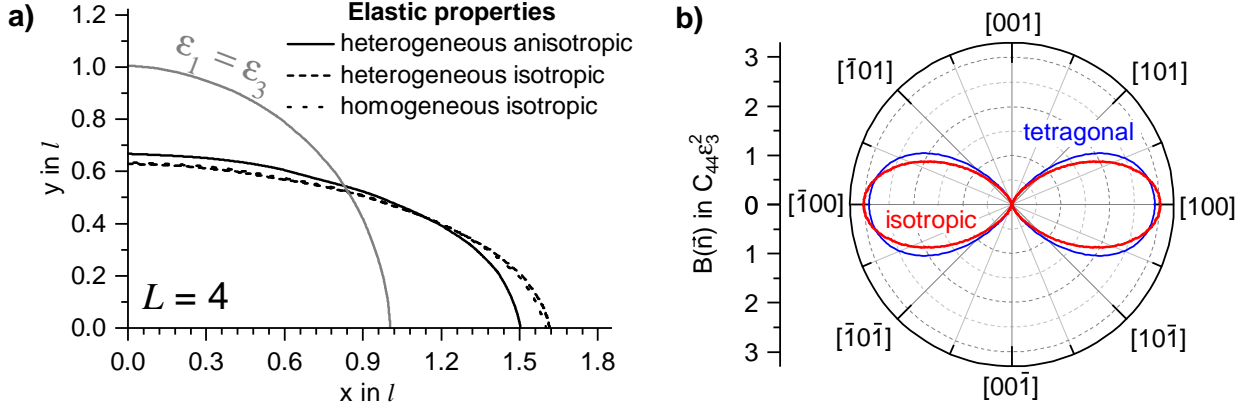 a)
1.2
1.0
0.8
0.6
0.4
0.2
0.0
y in l
0.0 0.3 0.6 0.9 1.2 1.5 1.8
x in l
ε₁ = ε₃
L = 4
Elastic properties
heterogeneous anisotropic
heterogeneous isotropic
homogeneous isotropic
b)
3
2
1
0
1
2
3
B(n⃗) in C₄₄ε₃²
[001]
[1̄01]
[101]
tetragonal
[1̄00]
[100]
isotropic
[1̄01̄]
[101̄]
[001̄]